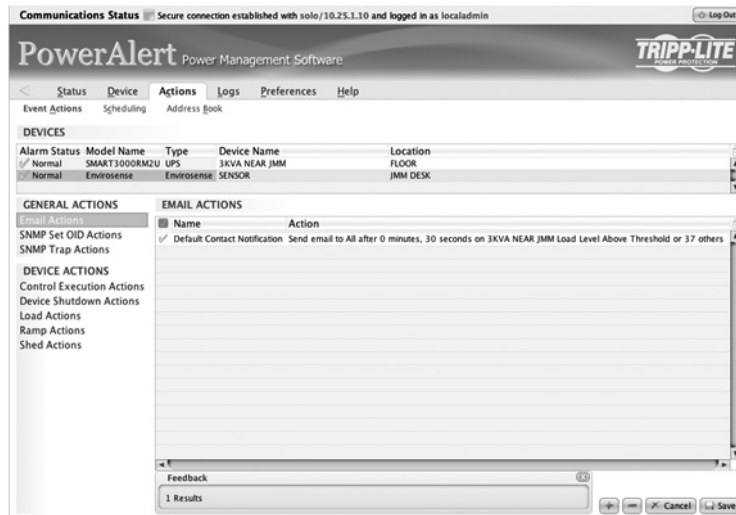 Communications Status Secure connection established with solo/10.25.1.10 and logged in as localadmin Log Out
PowerAlert Power Management Software
TRIPP·LITE
POWER PROTECTION
Status Device Actions Logs Preferences Help
Event Actions Scheduling Address Book
DEVICES
Alarm Status Model Name Type Device Name Location
Normal SMART3000RM2U UPS 3KVA NEAR JMM FLOOR
Normal Envirosense Envirosense SENSOR JMM DESK
GENERAL ACTIONS EMAIL ACTIONS
Email Actions Name Action
SNMP Set OID Actions Default Contact Notification Send email to All after 0 minutes, 30 seconds on 3KVA NEAR JMM Load Level Above Threshold or 37 others
SNMP Trap Actions
DEVICE ACTIONS
Control Execution Actions
Device Shutdown Actions
Load Actions
Ramp Actions
Shed Actions
Feedback
1 Results
Cancel Save